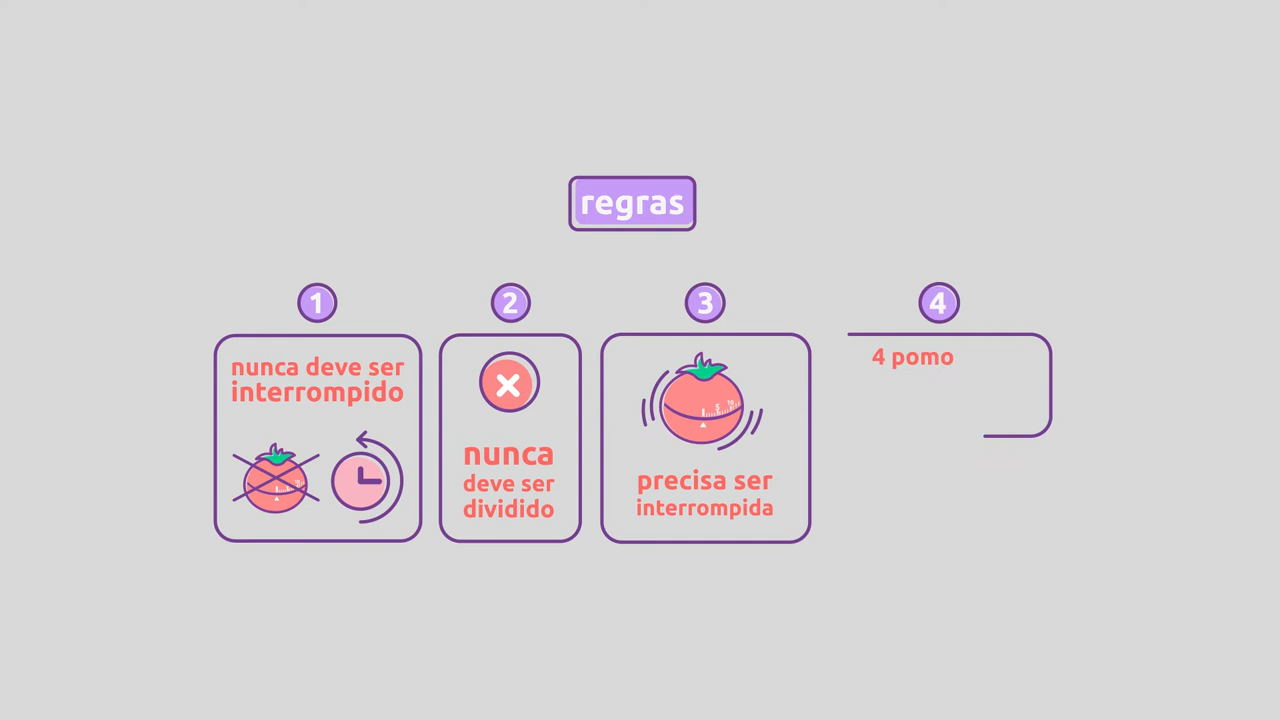 regras
1
nunca deve ser
interrompido
2
nunca
deve ser
dividido
3
precisa ser
interrompida
4
4 pomo